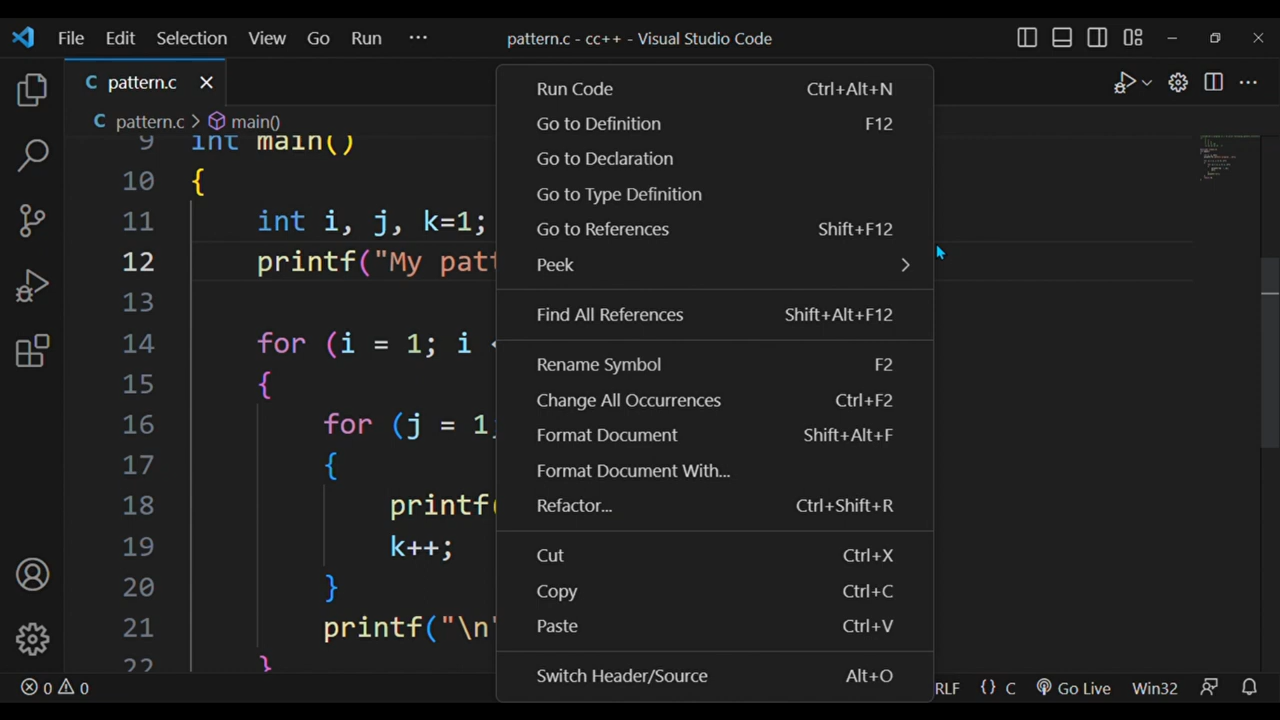 File Edit Selection View Go Run ··· pattern.c - cc++ - Visual Studio Code
C pattern.c
C pattern.c > main()
9 int main()
10 {
11 int i, j, k=1;
12 printf("My patt
13
14 for (i = 1; i <
15 {
16 for (j = 1;
17 {
18 printf(
19 k++;
20 }
21 printf("\n"
22 }
Run Code Ctrl+Alt+N
Go to Definition F12
Go to Declaration
Go to Type Definition
Go to References Shift+F12
Peek
Find All References Shift+Alt+F12
Rename Symbol F2
Change All Occurrences Ctrl+F2
Format Document Shift+Alt+F
Format Document With...
Refactor... Ctrl+Shift+R
Cut Ctrl+X
Copy Ctrl+C
Paste Ctrl+V
Switch Header/Source Alt+O
0 0 RLF {} C Go Live Win32